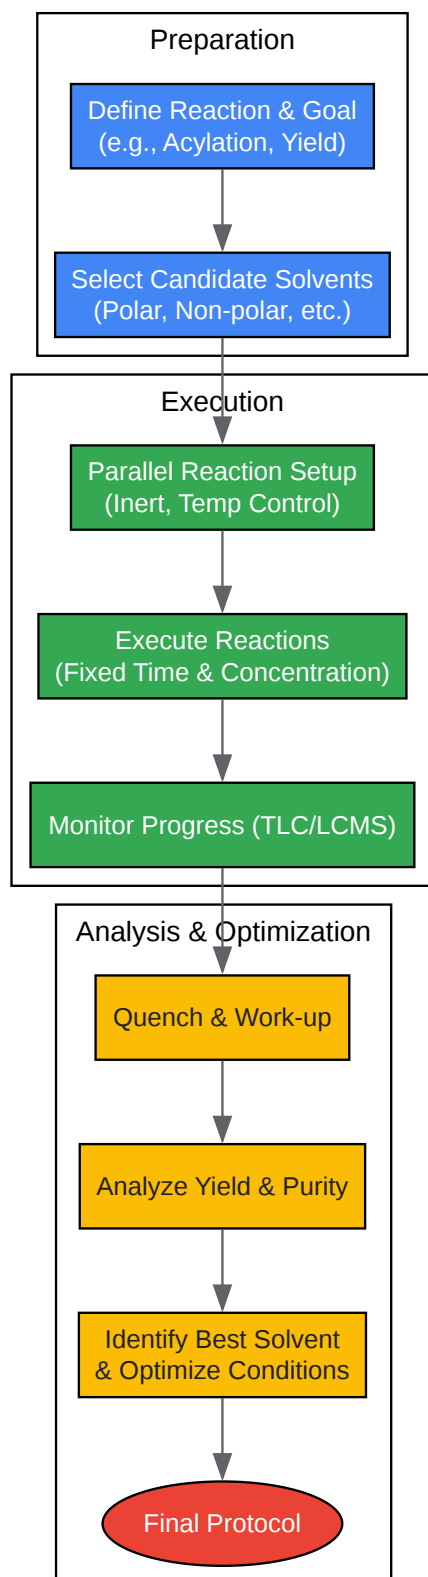 Preparation
Define Reaction & Goal
(e.g., Acylation, Yield)
Select Candidate Solvents
(Polar, Non-polar, etc.)
Execution
Parallel Reaction Setup
(Inert, Temp Control)
Execute Reactions
(Fixed Time & Concentration)
Monitor Progress (TLC/LCMS)
Analysis & Optimization
Quench & Work-up
Analyze Yield & Purity
Identify Best Solvent
& Optimize Conditions
Final Protocol